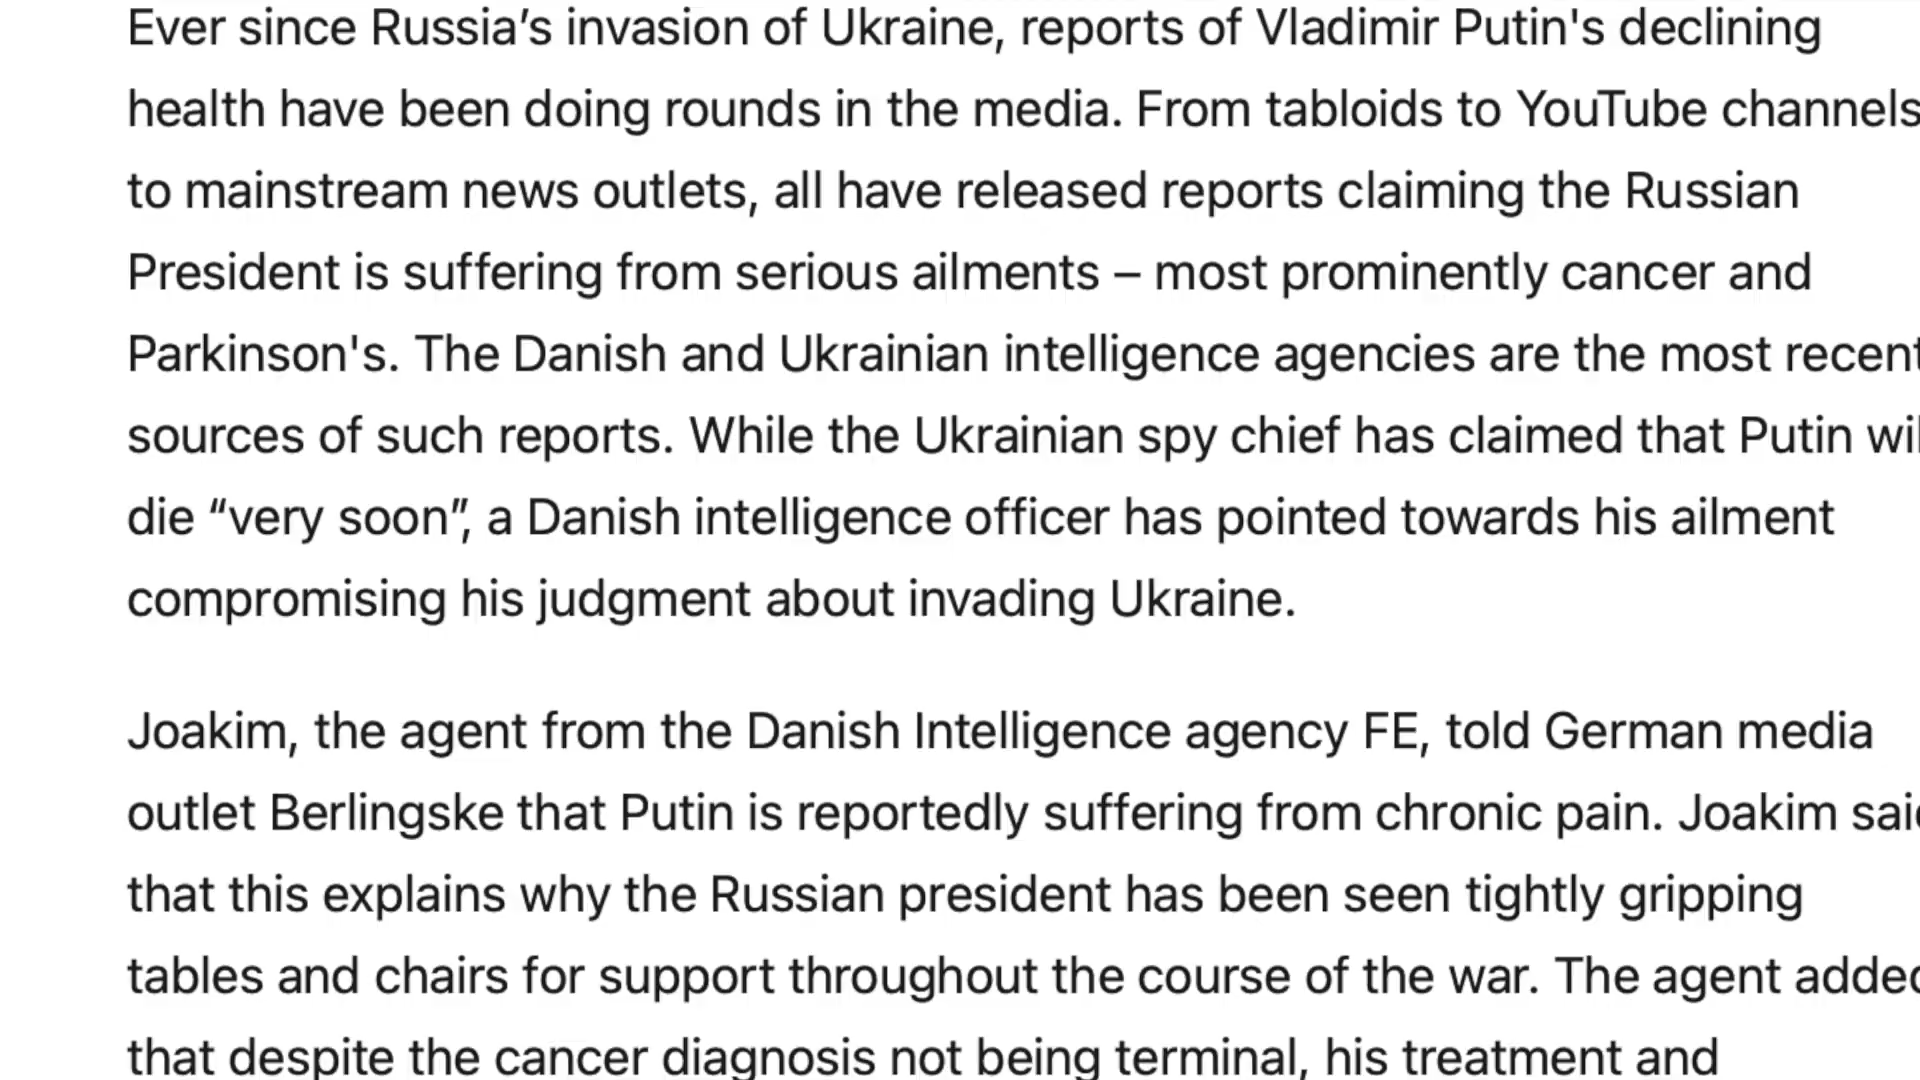 Ever since Russia’s invasion of Ukraine, reports of Vladimir Putin's declining
health have been doing rounds in the media. From tabloids to YouTube channels
to mainstream news outlets, all have released reports claiming the Russian
President is suffering from serious ailments – most prominently cancer and
Parkinson's. The Danish and Ukrainian intelligence agencies are the most recent
sources of such reports. While the Ukrainian spy chief has claimed that Putin wil
die “very soon”, a Danish intelligence officer has pointed towards his ailment
compromising his judgment about invading Ukraine.
Joakim, the agent from the Danish Intelligence agency FE, told German media
outlet Berlingske that Putin is reportedly suffering from chronic pain. Joakim said
that this explains why the Russian president has been seen tightly gripping
tables and chairs for support throughout the course of the war. The agent added
that despite the cancer diagnosis not being terminal, his treatment and